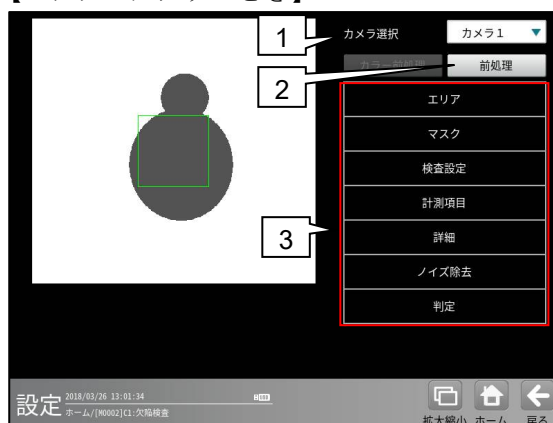 1
カメラ選択
カメラ1
2
カラー前処理
前処理
エリア
マスク
検査設定
計測項目
3
詳細
ノイズ除去
判定
設定
2018/03/26 13:01:34
ホーム/[M0002]C1:欠陥検査
拡大縮小
ホーム
戻る